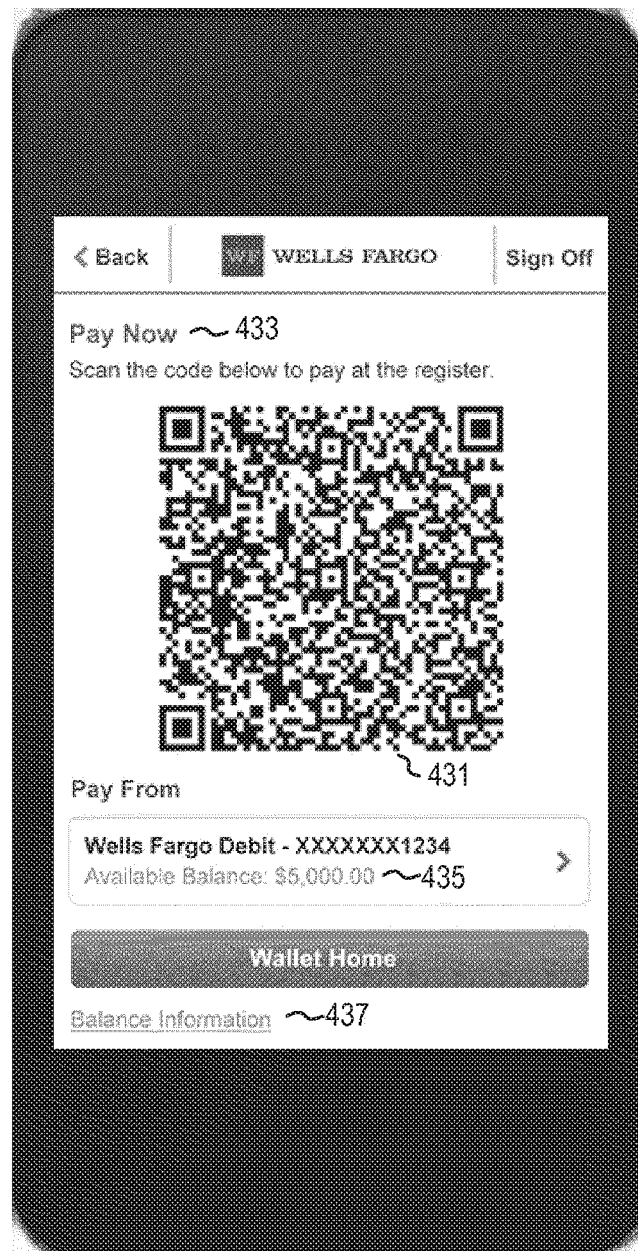 < Back WF WELLS FARGO Sign Off
Pay Now 433
Scan the code below to pay at the register.
431
Pay From
Wells Fargo Debit - XXXXXXX1234
Available Balance: $5,000.00 435
>
Wallet Home
Balance Information 437